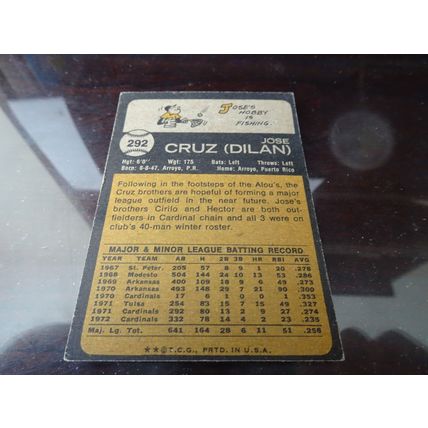 JOSE'S
HOBBY
IS
FISHING.
292
JOSE
CRUZ (DILAN)
Hgt: 6'0" Wgt: 175 Bats: Left Throws: Left
Born: 8-8-47, Arroyo, P.R. Home: Arroyo, Puerto Rico
Following in the footsteps of the Alou's, the
Cruz brothers are hopeful of forming a major
league outfield in the near future. Jose's
brothers Cirilo and Hector are both out-
fielders in Cardinal chain and all 3 were on
club's 40-man winter roster.
MAJOR & MINOR LEAGUE BATTING RECORD
YEAR TEAM AB H 2B 3B HR RBI AVG
1967 St. Peter. 205 57 8 9 1 20 .278
1968 Modesto 504 144 24 10 13 53 .286
1969 Arkansas 400 109 18 9 6 49 .273
1970 Arkansas 493 148 29 7 21 90 .300
1970 Cardinals 17 6 1 0 0 1 .353
1971 Tulsa 254 83 15 7 15 49 .327
1971 Cardinals 292 80 13 2 9 27 .274
1972 Cardinals 332 78 14 4 2 23 .235
Maj. Lg. Tot. 641 164 28 6 11 51 .256
**©T.C.G. PRTD. IN U.S.A.